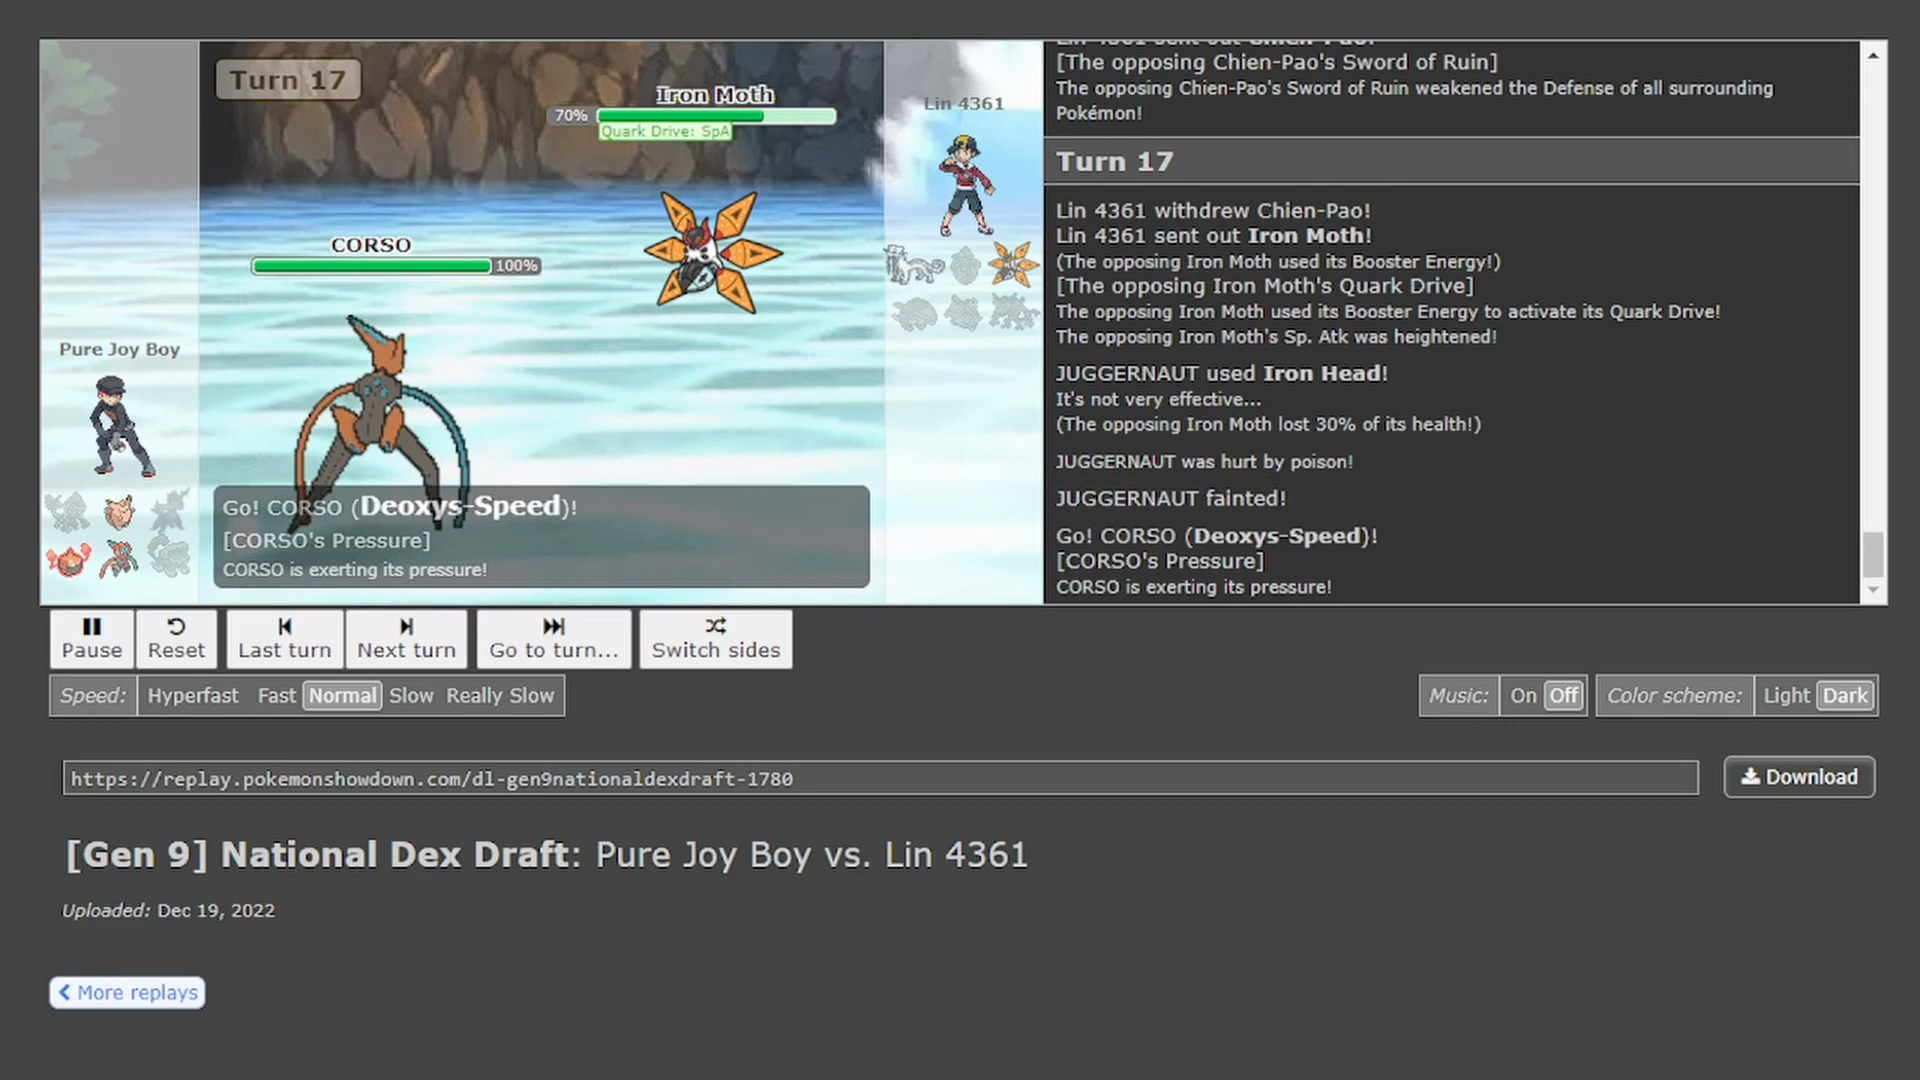 Turn 17
Iron Moth
70%
Quark Drive: SpA
CORSO
100%
Pure Joy Boy
Lin 4361
Go! CORSO (Deoxys-Speed)!
[CORSO's Pressure]
CORSO is exerting its pressure!
Lin 4361 sent out Chien-Pao!
[The opposing Chien-Pao's Sword of Ruin]
The opposing Chien-Pao's Sword of Ruin weakened the Defense of all surrounding
Pokémon!
Turn 17
Lin 4361 withdrew Chien-Pao!
Lin 4361 sent out Iron Moth!
(The opposing Iron Moth used its Booster Energy!)
[The opposing Iron Moth's Quark Drive]
The opposing Iron Moth used its Booster Energy to activate its Quark Drive!
The opposing Iron Moth's Sp. Atk was heightened!
JUGGERNAUT used Iron Head!
It's not very effective...
(The opposing Iron Moth lost 30% of its health!)
JUGGERNAUT was hurt by poison!
JUGGERNAUT fainted!
Go! CORSO (Deoxys-Speed)!
[CORSO's Pressure]
CORSO is exerting its pressure!
Pause Reset Last turn Next turn Go to turn... Switch sides
Speed: Hyperfast Fast Normal Slow Really Slow
Music: On Off Color scheme: Light Dark
https://replay.pokemonshowdown.com/dl-gen9nationaldexdraft-1780
Download
[Gen 9] National Dex Draft: Pure Joy Boy vs. Lin 4361
Uploaded: Dec 19, 2022
More replays